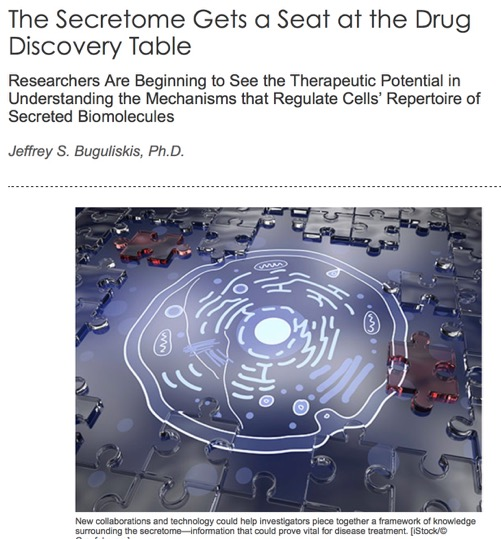 The Secretome Gets a Seat at the Drug
Discovery Table
Researchers Are Beginning to See the Therapeutic Potential in
Understanding the Mechanisms that Regulate Cells' Repertoire of
Secreted Biomolecules
Jeffrey S. Buguliskis, Ph.D.
New collaborations and technology could help investigators piece together a framework of knowledge
surrounding the secretome—information that could prove vital for disease treatment. [iStock/©